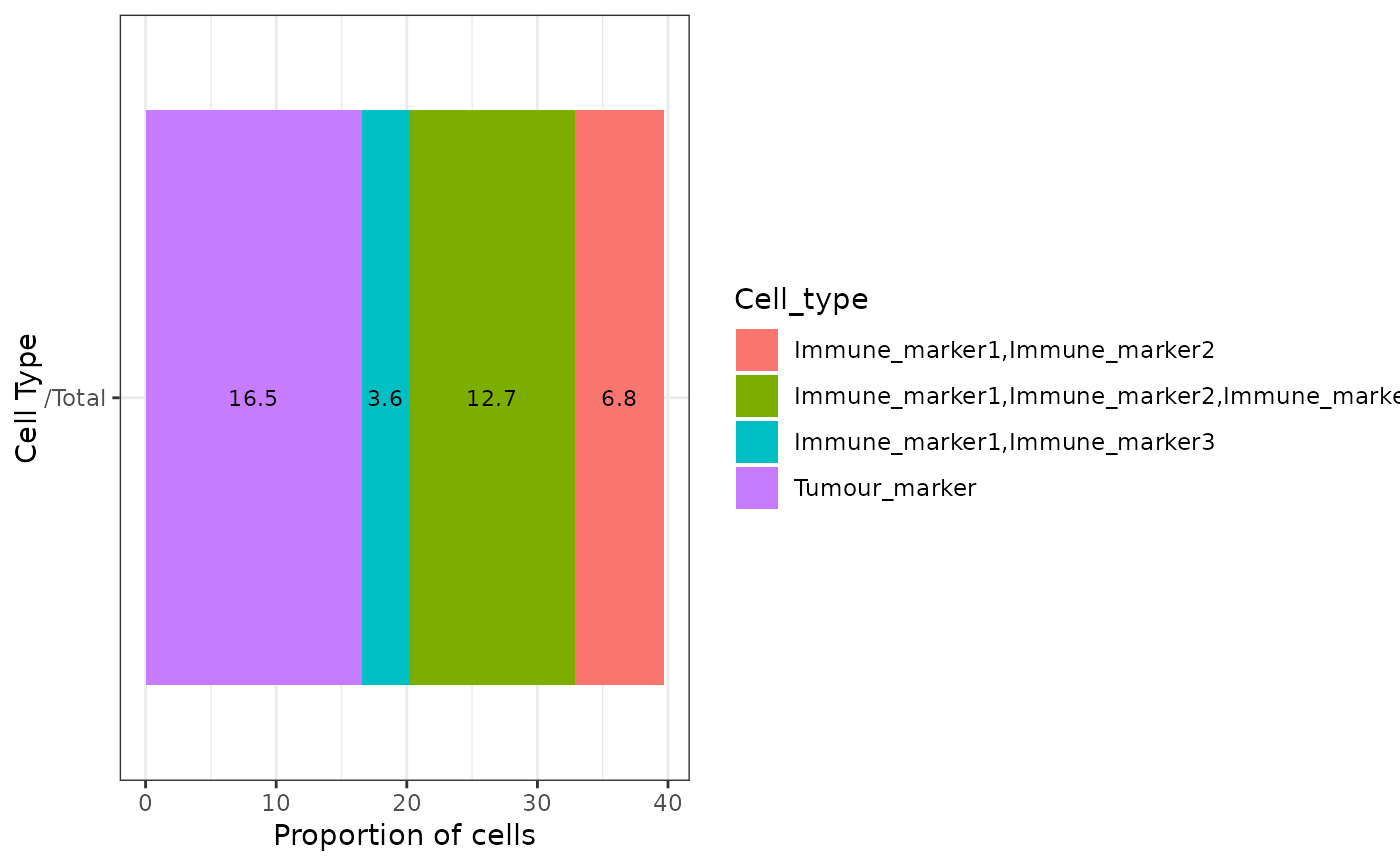 Cell Type
/Total
16.5
3.6
12.7
6.8
0
10
20
30
40
Proportion of cells
Cell_type
Immune_marker1,Immune_marker2
Immune_marker1,Immune_marker2,Immune_marke
Immune_marker1,Immune_marker3
Tumour_marker